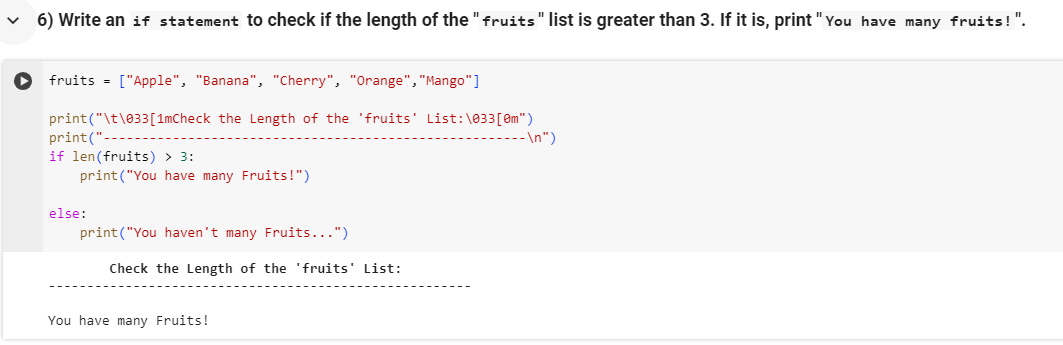 6) Write an if statement to check if the length of the "fruits" list is greater than 3. If it is, print "You have many fruits!".
fruits = ["Apple", "Banana", "Cherry", "Orange","Mango"]
print("\t\033[1mCheck the Length of the 'fruits' List:\033[0m")
print("-------------------------------------------------------\n")
if len(fruits) > 3:
    print("You have many Fruits!")
else:
    print("You haven't many Fruits...")
Check the Length of the 'fruits' List:
-------------------------------------------------------
You have many Fruits!